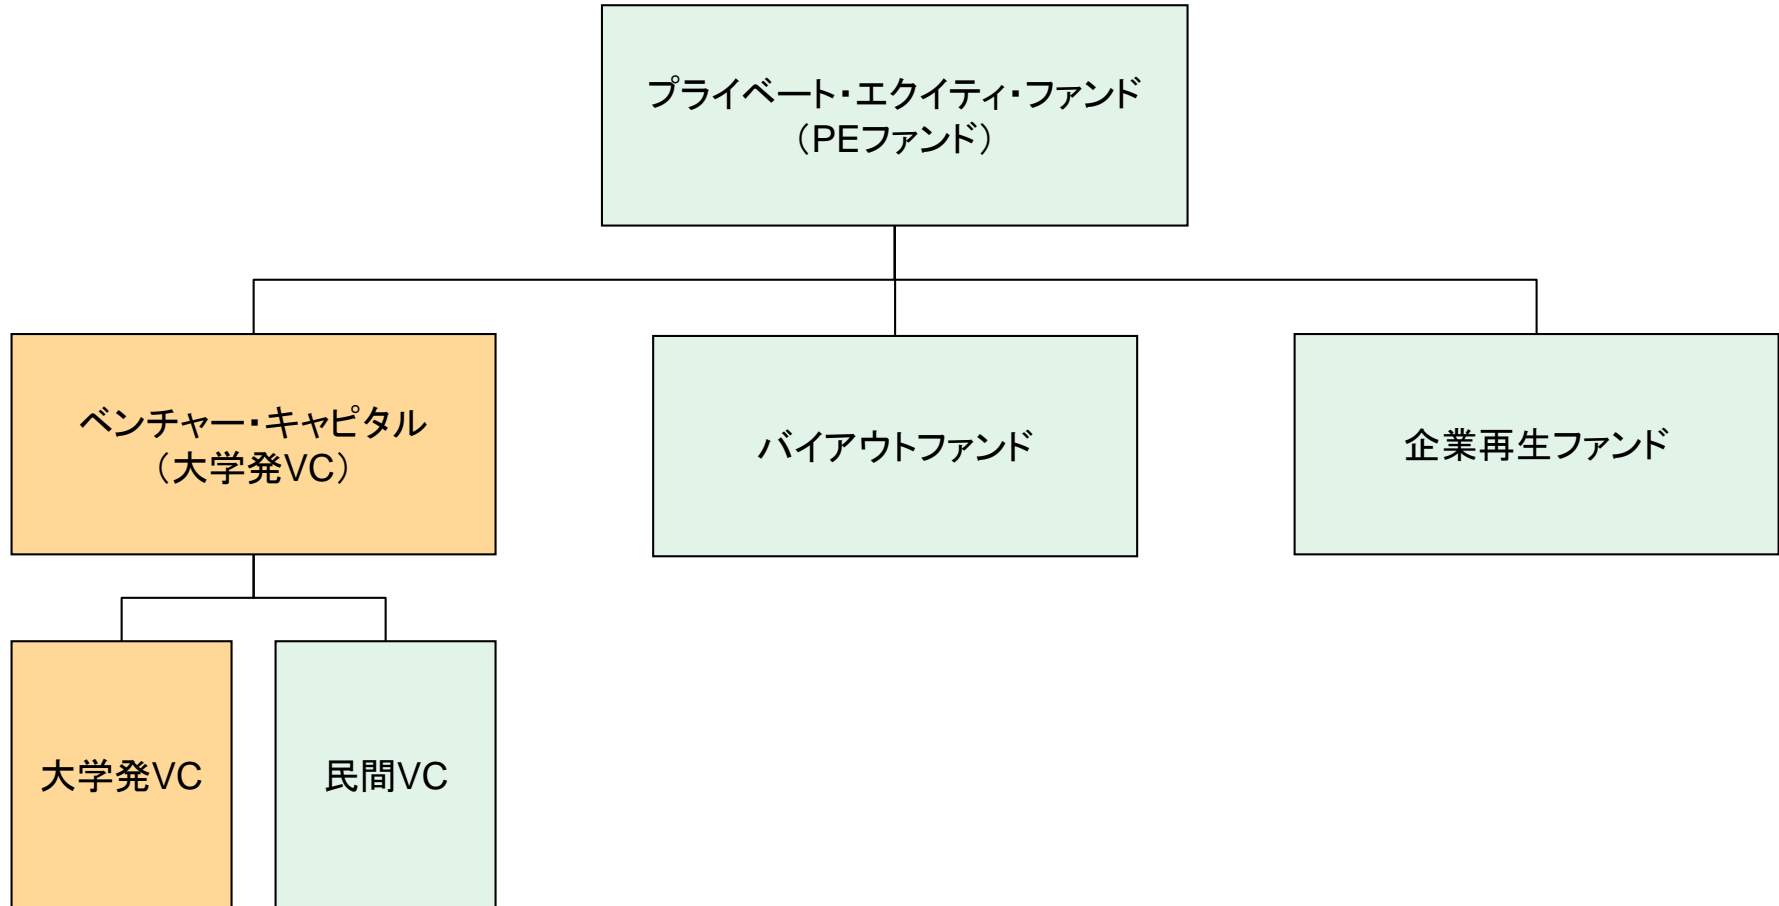 プライベート・エクイティ・ファンド
（PEファンド）
ベンチャー・キャピタル
（大学発VC）
バイアウトファンド
企業再生ファンド
大学発VC
民間VC